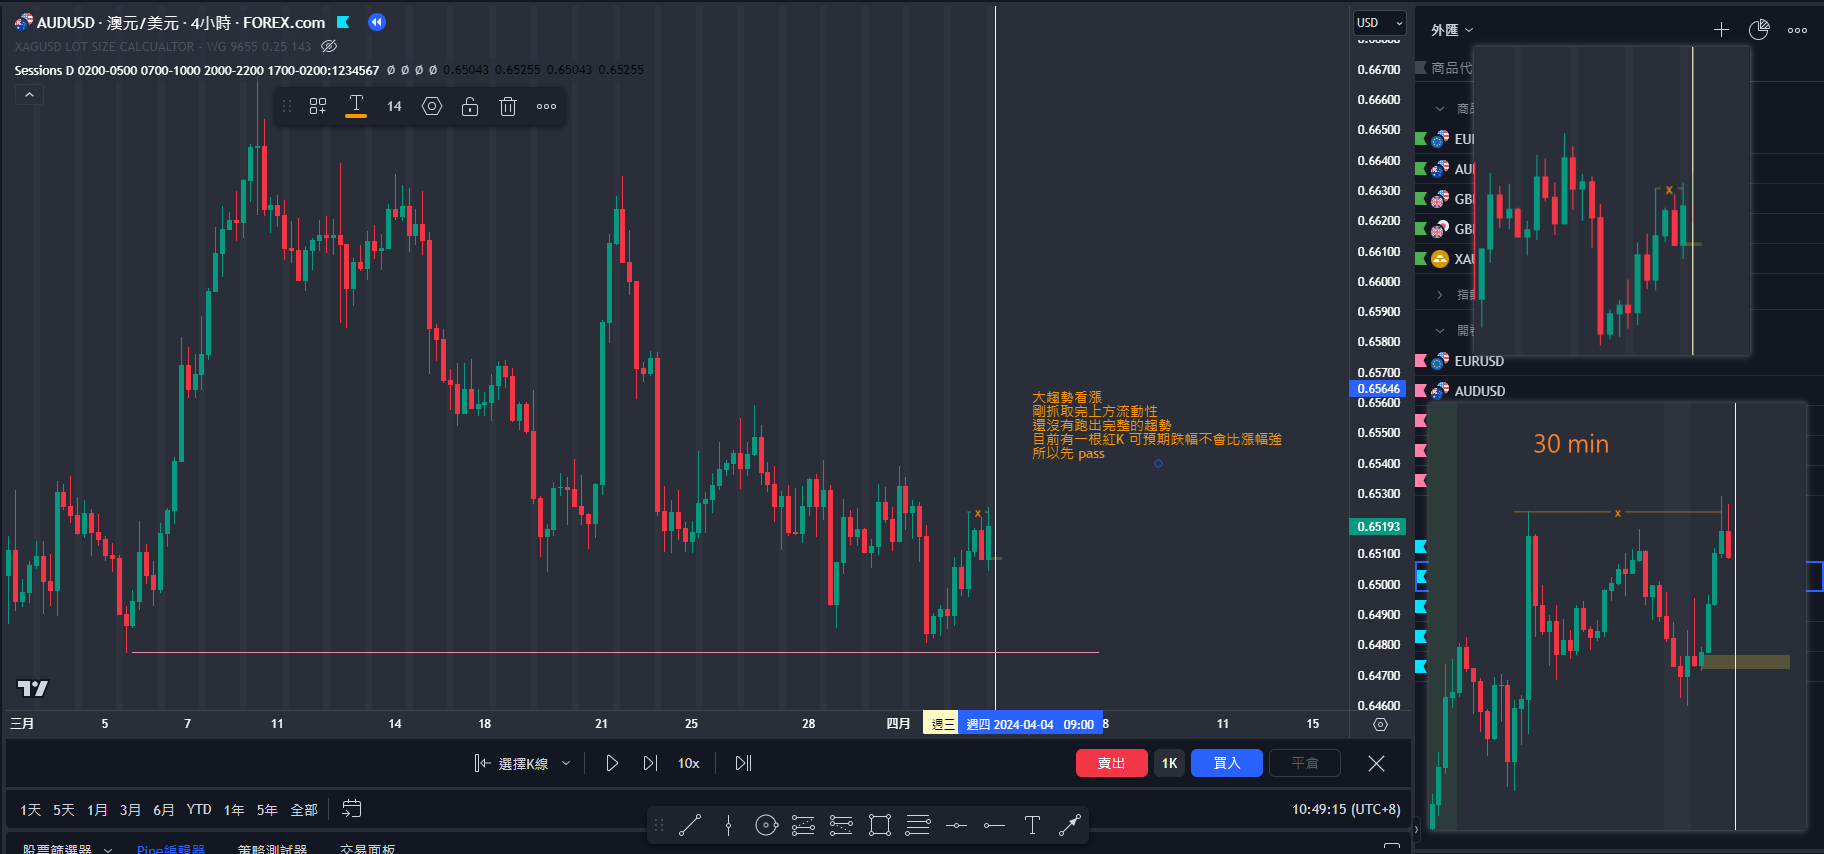 AUDUSD · 澳元/美元 · 4小時 · FOREX.com
XAGUSD LOT SIZE CALCUALTOR - WG 9655 0.25 143
Sessions D 0200-0500 0700-1000 2000-2200 1700-0200:1234567 Ø Ø Ø Ø 0.65043 0.65255 0.65043 0.65255
14
大趨勢看漲
剛抓取完上方流動性
還沒有跑出完整的趨勢
目前有一根紅K 可預期跌幅不會比漲幅強
所以先 pass
x
USD
0.66700
0.66600
0.66500
0.66400
0.66300
0.66200
0.66100
0.66000
0.65900
0.65800
0.65700
0.65646
0.65600
0.65500
0.65400
0.65300
0.65193
0.65100
0.65000
0.64900
0.64800
0.64700
0.64600
三月 5 7 11 14 18 21 25 28 四月 週三 週四 2024-04-04 09:00 8 11 15
選擇K線 10x 賣出 1K 買入 平倉
1天 5天 1月 3月 6月 YTD 1年 5年 全部
10:49:15 (UTC+8)
股票篩選器 Pine編輯器 策略測試器 交易面板
外匯
商品代
EU
AU
GB
GB
XA
x
EURUSD
AUDUSD
30 min
x